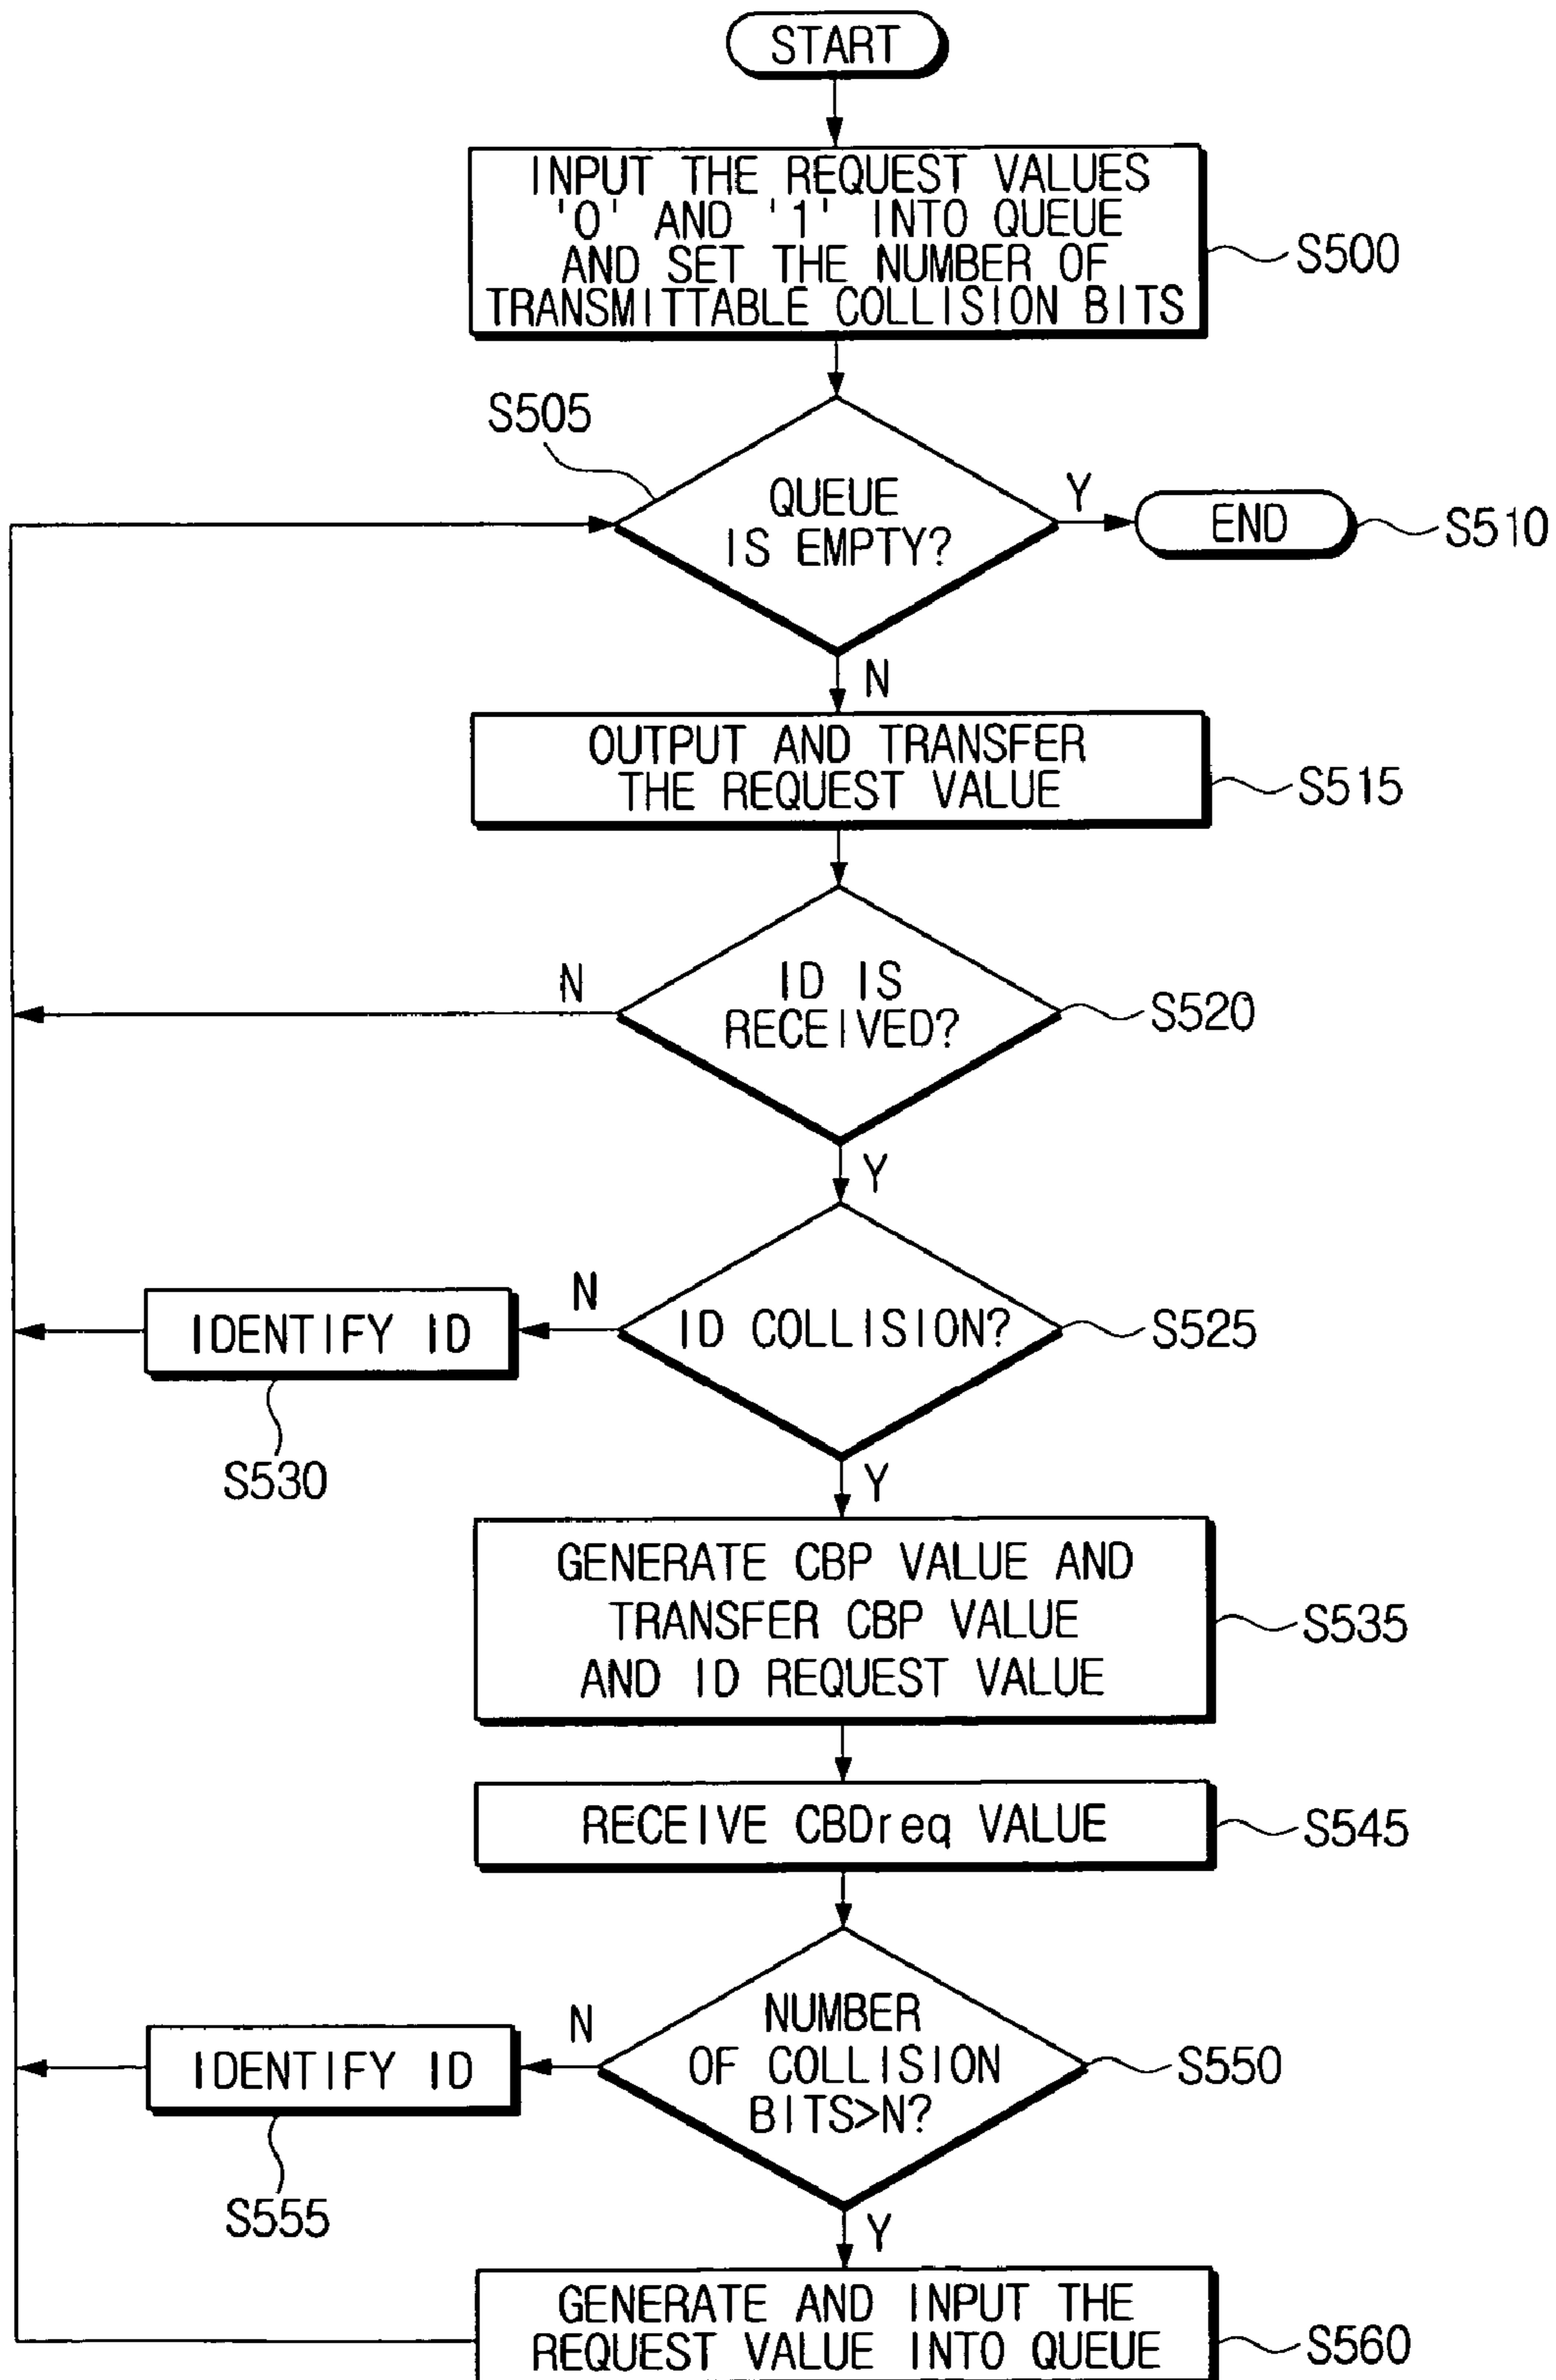 START
INPUT THE REQUEST VALUES
'0' AND '1' INTO QUEUE
AND SET THE NUMBER OF
TRANSMITTABLE COLLISION BITS
S500
S505
QUEUE
IS EMPTY?
Y
END
S510
N
OUTPUT AND TRANSFER
THE REQUEST VALUE
S515
N
ID IS
RECEIVED?
S520
Y
IDENTIFY ID
N
ID COLLISION?
S525
S530
Y
GENERATE CBP VALUE AND
TRANSFER CBP VALUE
AND ID REQUEST VALUE
S535
RECEIVE CBDreq VALUE
S545
IDENTIFY ID
N
NUMBER
OF COLLISION
BITS>N?
S550
S555
Y
GENERATE AND INPUT THE
REQUEST VALUE INTO QUEUE
S560